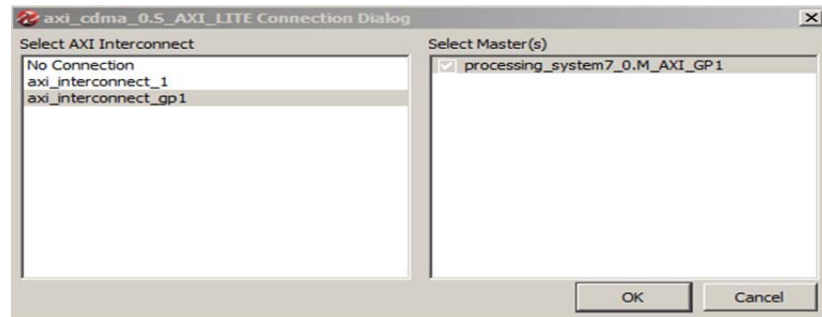 axi_cdma_0.S_AXI_LITE Connection Dialog
Select AXI Interconnect
No Connection
axi_interconnect_1
axi_interconnect_gp1
Select Master(s)
processing_system7_0.M_AXI_GP1
OK
Cancel